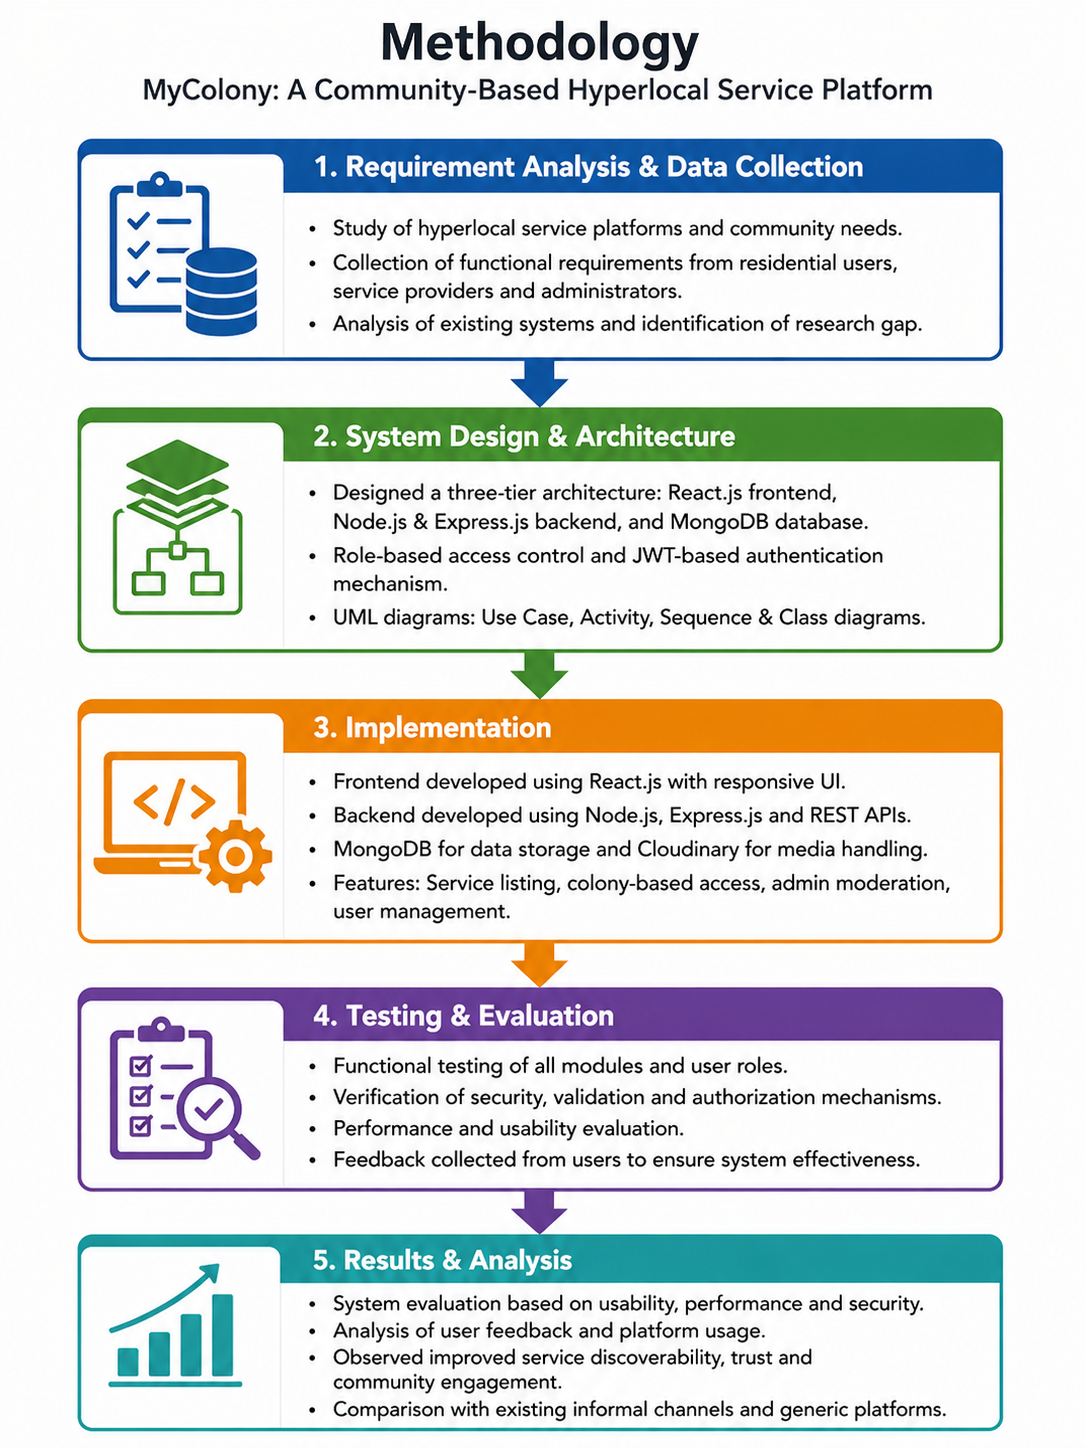 Methodology
MyColony: A Community-Based Hyperlocal Service Platform
1. Requirement Analysis & Data Collection
• Study of hyperlocal service platforms and community needs.
• Collection of functional requirements from residential users,
service providers and administrators.
• Analysis of existing systems and identification of research gap.
2. System Design & Architecture
• Designed a three-tier architecture: React.js frontend,
Node.js & Express.js backend, and MongoDB database.
• Role-based access control and JWT-based authentication
mechanism.
• UML diagrams: Use Case, Activity, Sequence & Class diagrams.
3. Implementation
• Frontend developed using React.js with responsive UI.
• Backend developed using Node.js, Express.js and REST APIs.
• MongoDB for data storage and Cloudinary for media handling.
• Features: Service listing, colony-based access, admin moderation,
user management.
4. Testing & Evaluation
• Functional testing of all modules and user roles.
• Verification of security, validation and authorization mechanisms.
• Performance and usability evaluation.
• Feedback collected from users to ensure system effectiveness.
5. Results & Analysis
• System evaluation based on usability, performance and security.
• Analysis of user feedback and platform usage.
• Observed improved service discoverability, trust and
community engagement.
• Comparison with existing informal channels and generic platforms.